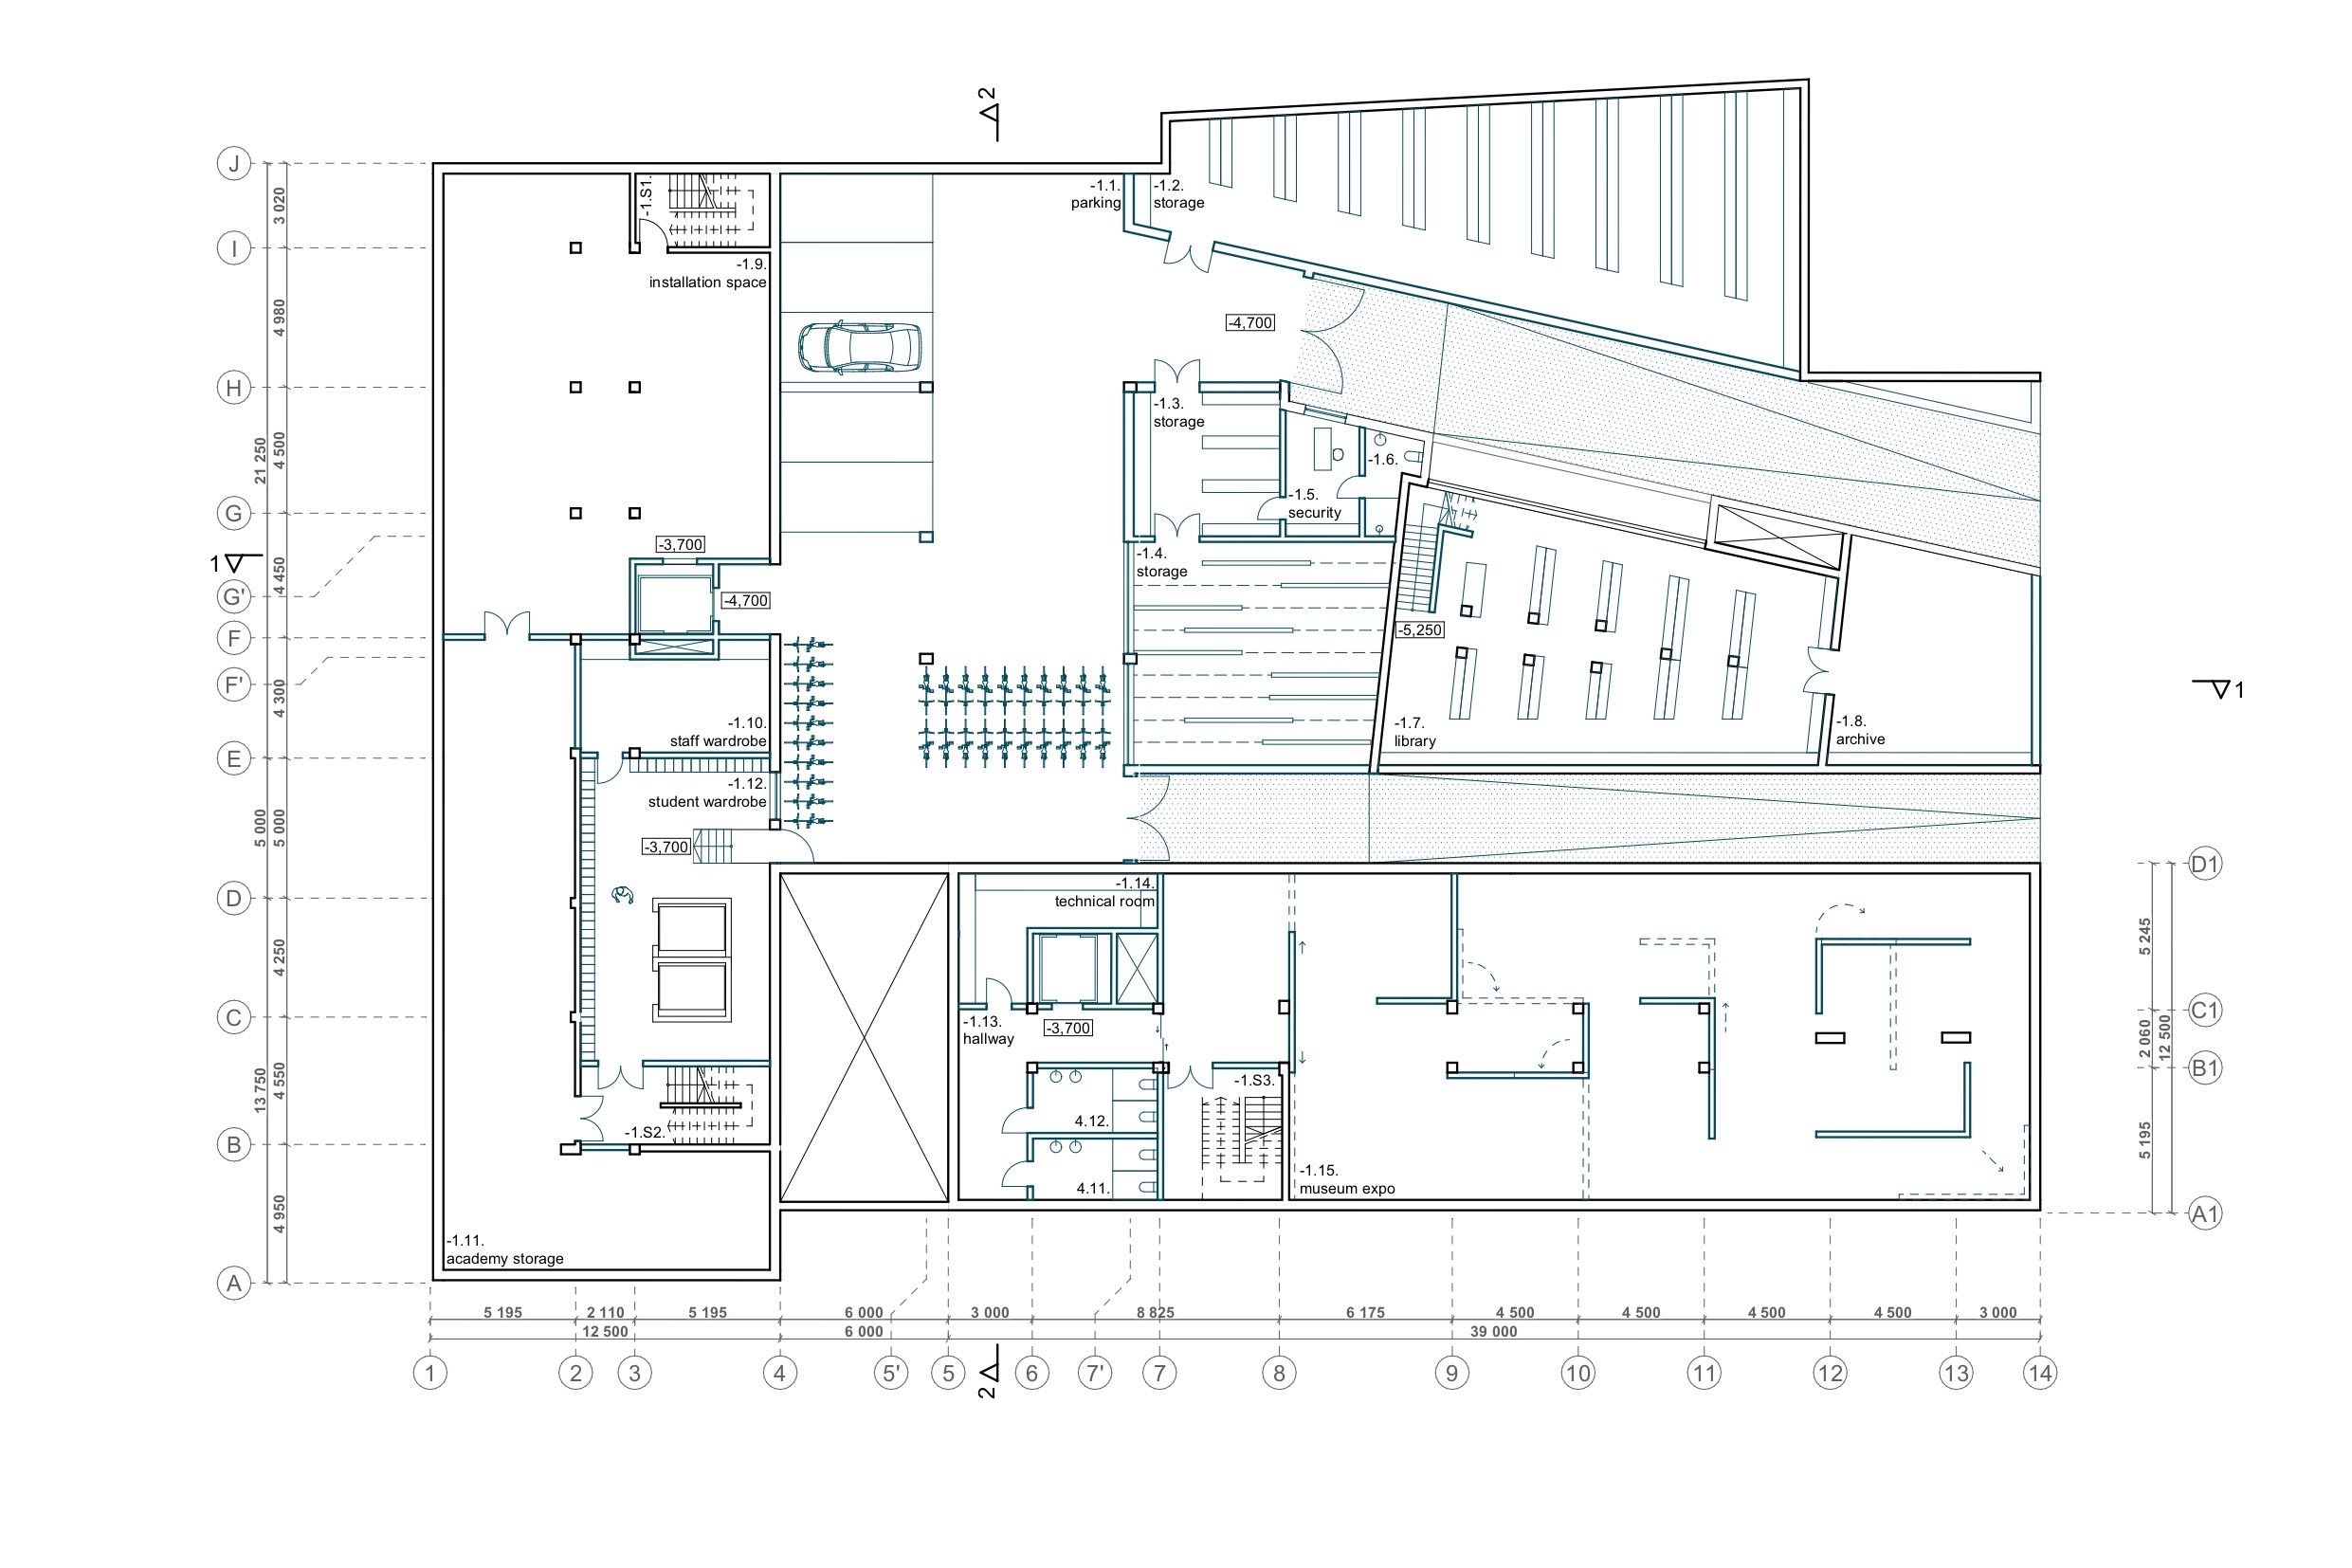 2
J
I
H
G
1
G'
F
F'
E
D
C
B
A
3 020
4 980
4 500
21 250
4 450
4 300
5 000
5 000
4 250
4 550
13 750
4 950
-1.S1.
-1.9.
installation space
-3,700
-4,700
-1.1.
parking
-1.2.
storage
-4,700
-1.3.
storage
-1.5.
security
-1.6.
-1.4.
storage
-5,250
-1.7.
library
-1.8.
archive
1
-1.10.
staff wardrobe
-1.12.
student wardrobe
-3,700
-1.14.
technical room
-1.13.
hallway
-3,700
-1.S2.
4.12.
4.11.
-1.S3.
-1.15.
museum expo
-1.11.
academy storage
D1
C1
B1
A1
5 245
2 060
12 500
5 195
5 195
2 110
5 195
6 000
3 000
8 825
6 175
4 500
4 500
4 500
4 500
3 000
12 500
6 000
39 000
1
2
3
4
5'
5
2
6
7'
7
8
9
10
11
12
13
14